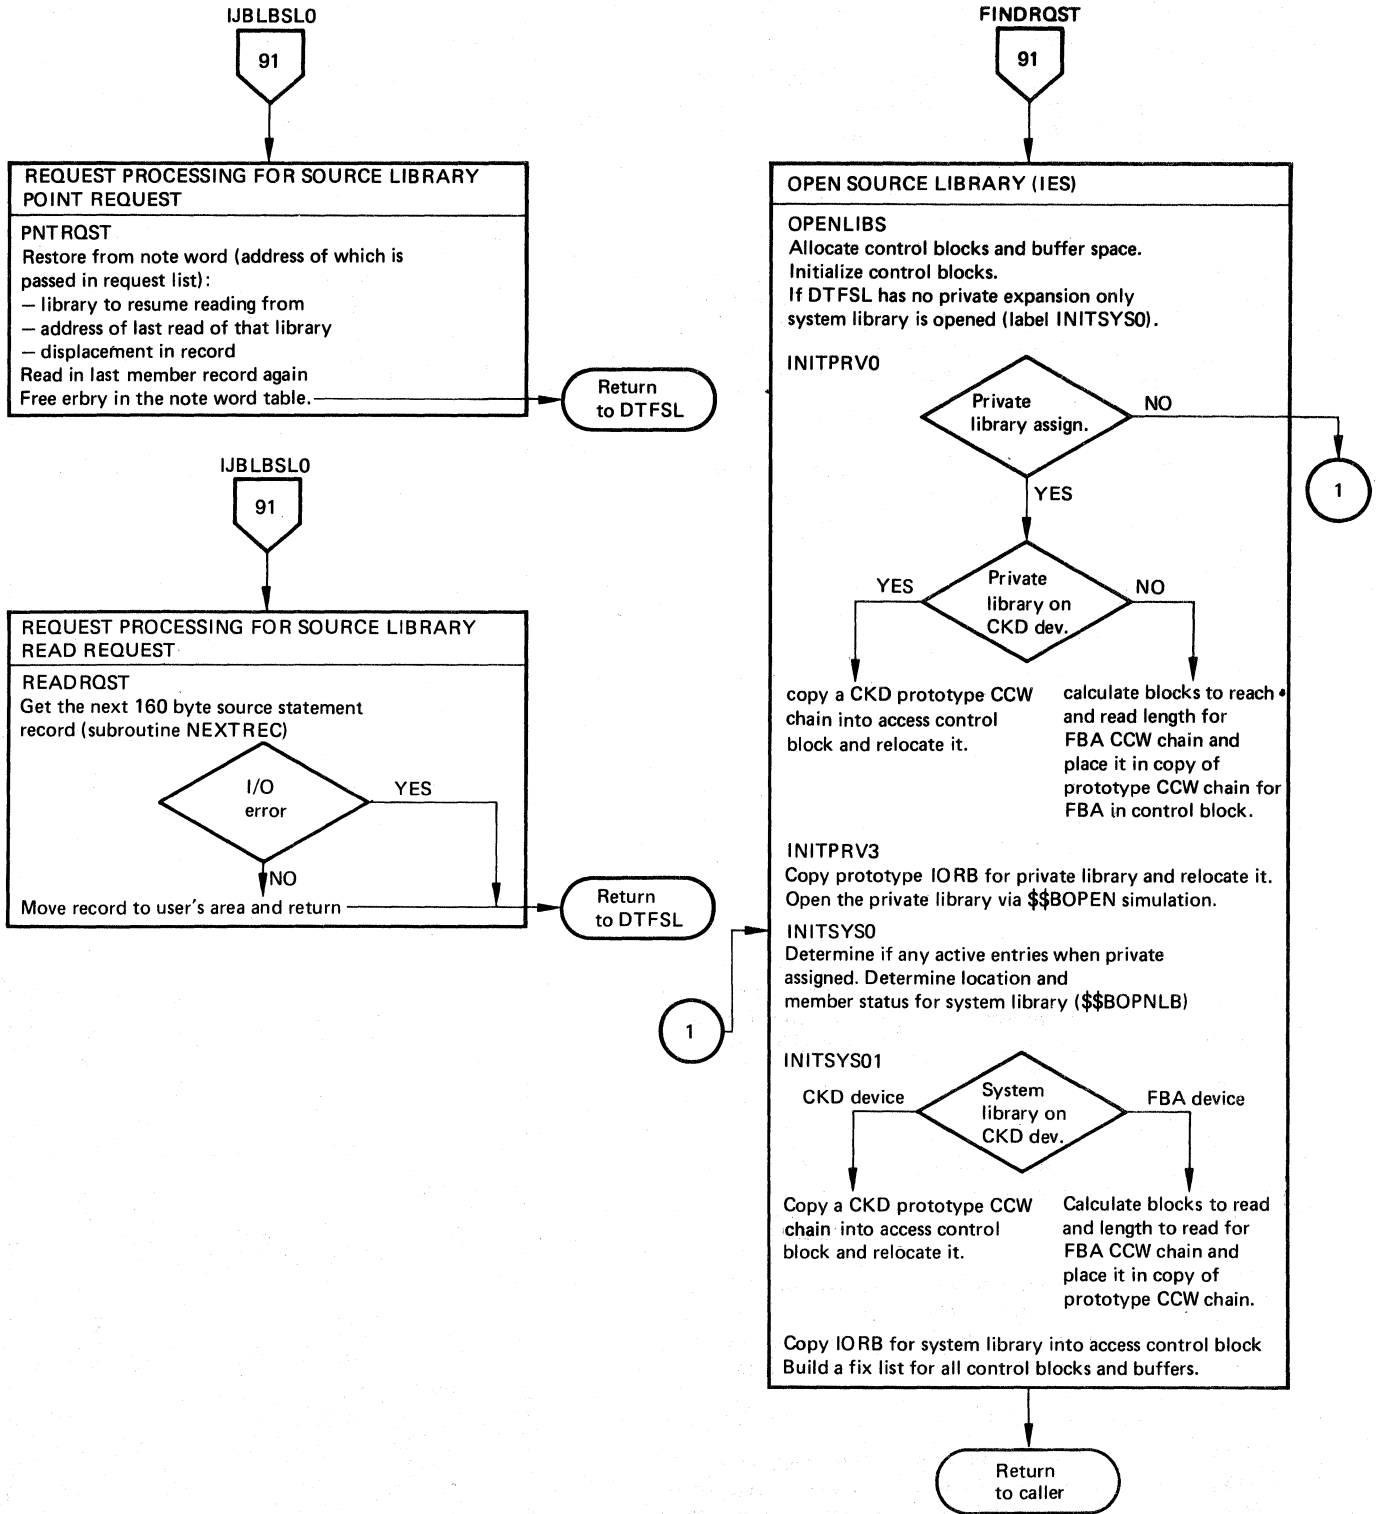 IJBLBSL0
91
REQUEST PROCESSING FOR SOURCE LIBRARY
POINT REQUEST
PNTRQST
Restore from note word (address of which is
passed in request list):
— library to resume reading from
— address of last read of that library
— displacement in record
Read in last member record again
Free erbry in the note word table.
Return
to DTFSL
IJBLBSL0
91
REQUEST PROCESSING FOR SOURCE LIBRARY
READ REQUEST
READRQST
Get the next 160 byte source statement
record (subroutine NEXTREC)
I/O
error
YES
NO
Move record to user's area and return
Return
to DTFSL
1
FINDRQST
91
OPEN SOURCE LIBRARY (IES)
OPENLIBS
Allocate control blocks and buffer space.
Initialize control blocks.
If DTFSL has no private expansion only
system library is opened (label INITSYS0).
INITPRV0
Private
library assign.
NO
1
YES
Private
library on
CKD dev.
YES
NO
copy a CKD prototype CCW
chain into access control
block and relocate it.
calculate blocks to reach
and read length for
FBA CCW chain and
place it in copy of
prototype CCW chain for
FBA in control block.
INITPRV3
Copy prototype IORB for private library and relocate it.
Open the private library via $$BOPEN simulation.
INITSYS0
Determine if any active entries when private
assigned. Determine location and
member status for system library ($$BOPNLB)
INITSYS01
CKD device
System
library on
CKD dev.
FBA device
Copy a CKD prototype CCW
chain into access control
block and relocate it.
Calculate blocks to read
and length to read for
FBA CCW chain and
place it in copy of
prototype CCW chain.
Copy IORB for system library into access control block
Build a fix list for all control blocks and buffers.
Return
to caller